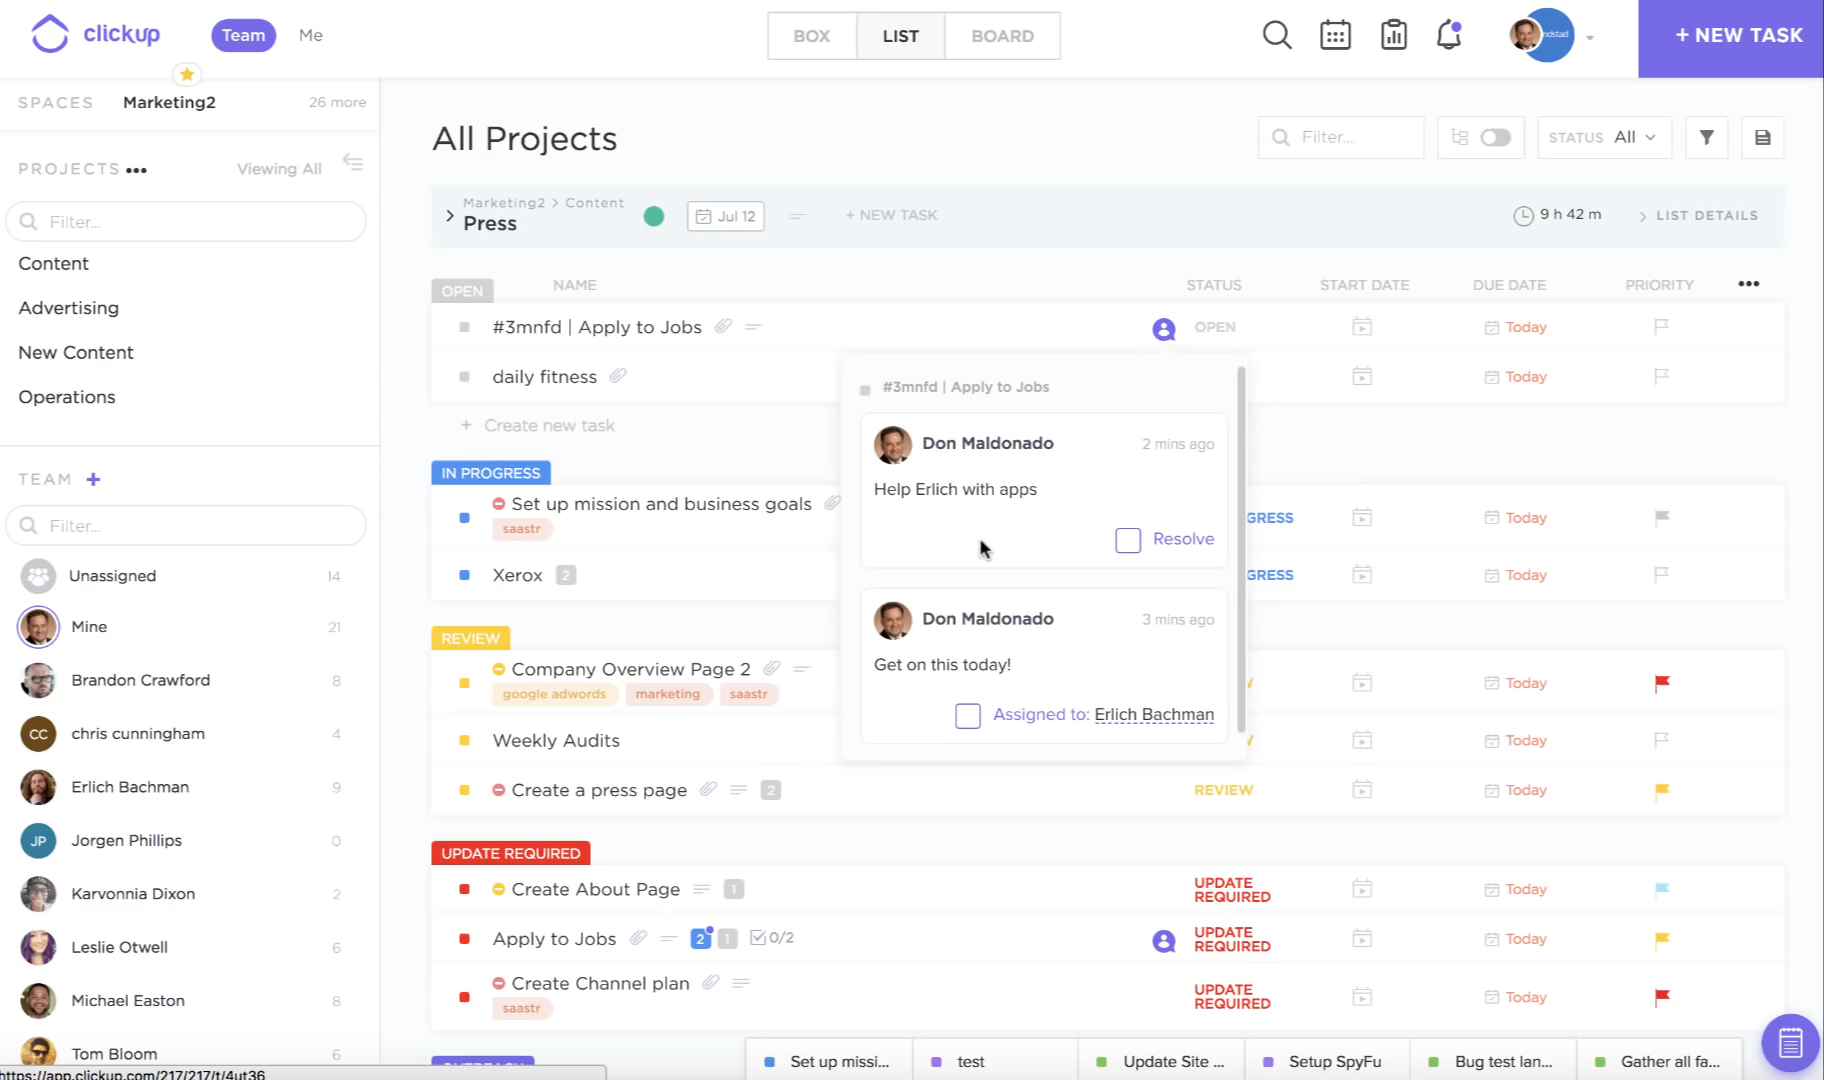 clickup
Team
Me
BOX
LIST
BOARD
ndstad
+ NEW TASK
SPACES
Marketing2
26 more
PROJECTS
Viewing All
Filter...
Content
Advertising
New Content
Operations
TEAM +
Filter...
Unassigned 14
Mine 21
Brandon Crawford 8
CC chris cunningham 4
Erlich Bachman 9
JP Jorgen Phillips 0
Karvonnia Dixon 2
Leslie Otwell 6
Michael Easton 8
Tom Bloom 6
https://app.clickup.com/217/217/t/4ut36
All Projects
Filter...
STATUS All
Marketing2 > Content
Press
Jul 12
+ NEW TASK
9 h 42 m
> LIST DETAILS
OPEN NAME STATUS START DATE DUE DATE PRIORITY
#3mnfd | Apply to Jobs OPEN Today
daily fitness Today
+ Create new task
#3mnfd | Apply to Jobs
Don Maldonado 2 mins ago
Help Erlich with apps
Resolve
Don Maldonado 3 mins ago
Get on this today!
Assigned to: Erlich Bachman
IN PROGRESS
Set up mission and business goals GRESS Today
saastr
Xerox 2 GRESS Today
REVIEW
Company Overview Page 2 Today
google adwords marketing saastr
Weekly Audits Today
Create a press page 2 REVIEW Today
UPDATE REQUIRED
Create About Page 1 UPDATE REQUIRED Today
Apply to Jobs 2 1 0/2 UPDATE REQUIRED Today
Create Channel plan UPDATE REQUIRED Today
saastr
Set up missi...
test
Update Site ...
Setup SpyFu
Bug test lan...
Gather all fa...